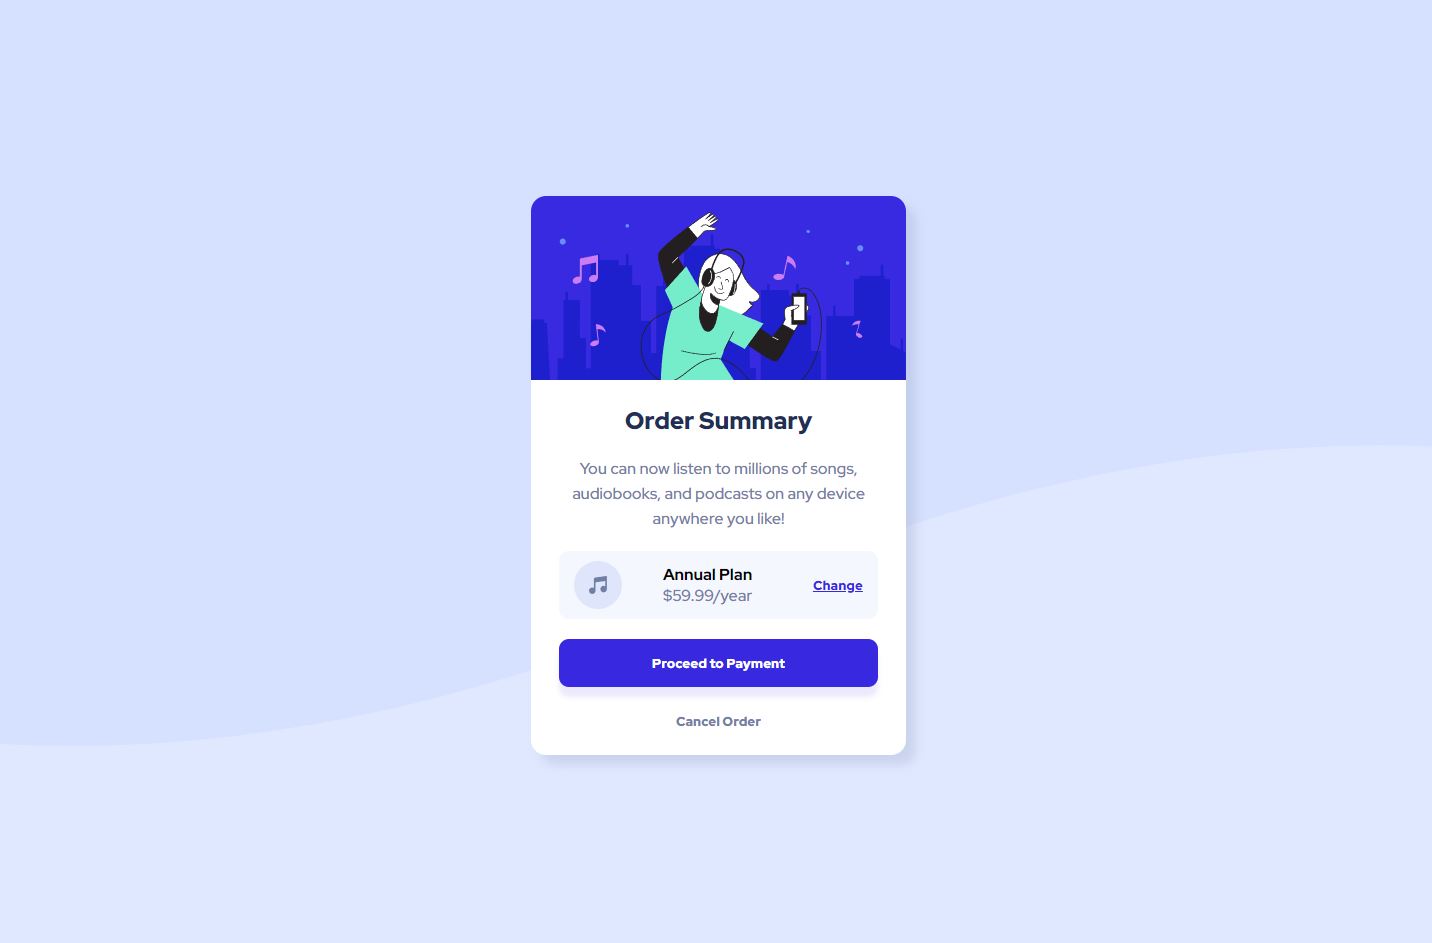 Order Summary
You can now listen to millions of songs,
audiobooks, and podcasts on any device
anywhere you like!
Annual Plan
$59.99/year
Change
Proceed to Payment
Cancel Order